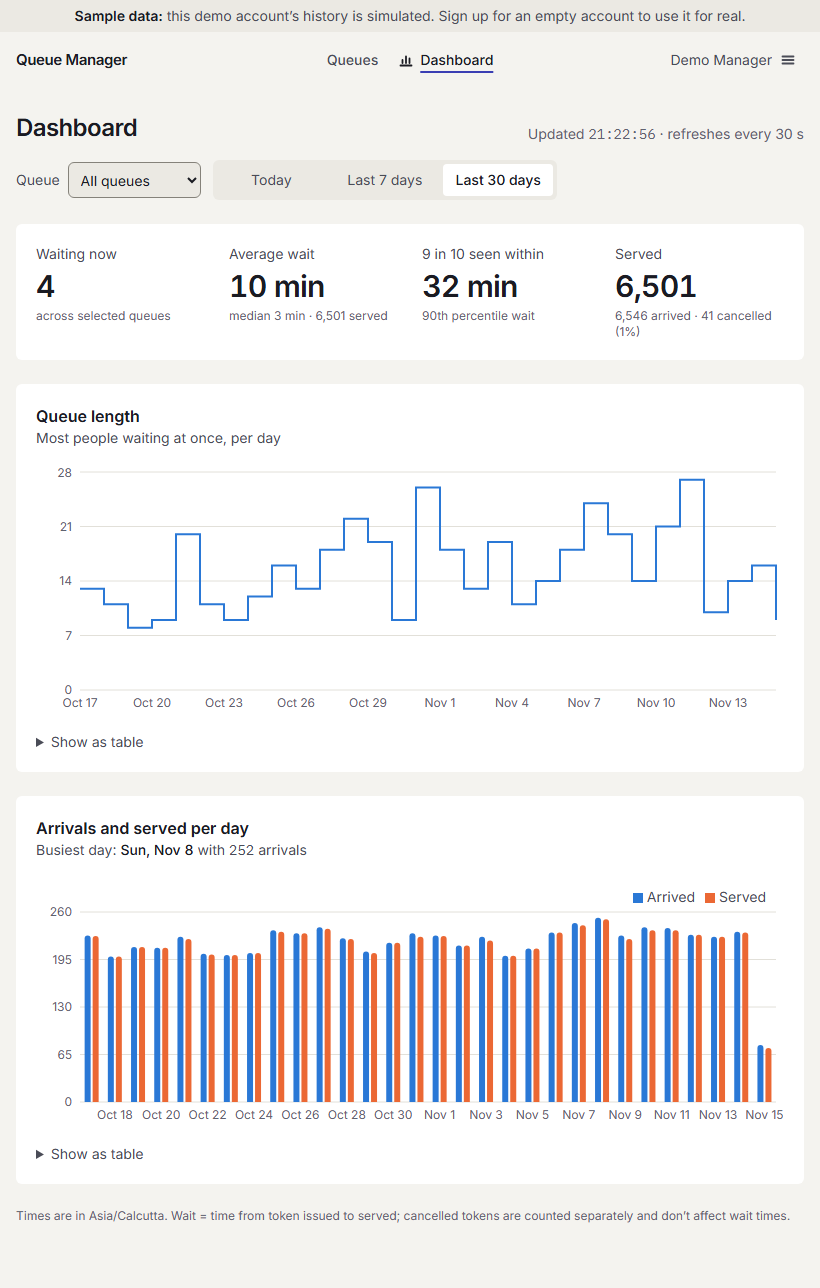 Sample data: this demo account's history is simulated. Sign up for an empty account to use it for real.
Queue Manager
Queues
Dashboard
Demo Manager
Dashboard
Updated 21:22:56 · refreshes every 30 s
Queue
All queues
Today
Last 7 days
Last 30 days
Waiting now
4
across selected queues
Average wait
10 min
median 3 min · 6,501 served
9 in 10 seen within
32 min
90th percentile wait
Served
6,501
6,546 arrived · 41 cancelled
(1%)
Queue length
Most people waiting at once, per day
28
21
14
7
0
Oct 17 Oct 20 Oct 23 Oct 26 Oct 29 Nov 1 Nov 4 Nov 7 Nov 10 Nov 13
Show as table
Arrivals and served per day
Busiest day: Sun, Nov 8 with 252 arrivals
Arrived Served
260
195
130
65
0
Oct 18 Oct 20 Oct 22 Oct 24 Oct 26 Oct 28 Oct 30 Nov 1 Nov 3 Nov 5 Nov 7 Nov 9 Nov 11 Nov 13 Nov 15
Show as table
Times are in Asia/Calcutta. Wait = time from token issued to served; cancelled tokens are counted separately and don't affect wait times.